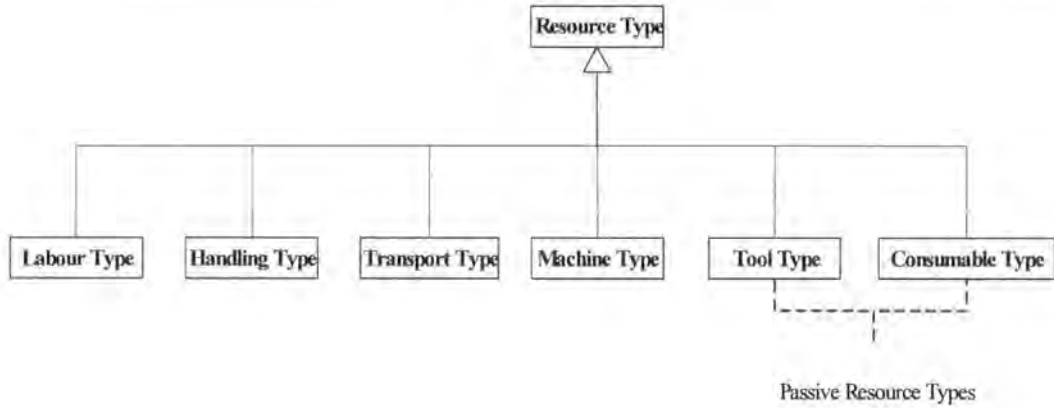 Resource Type
Labour Type
Handling Type
Transport Type
Machine Type
Tool Type
Consumable Type
Passive Resource Types